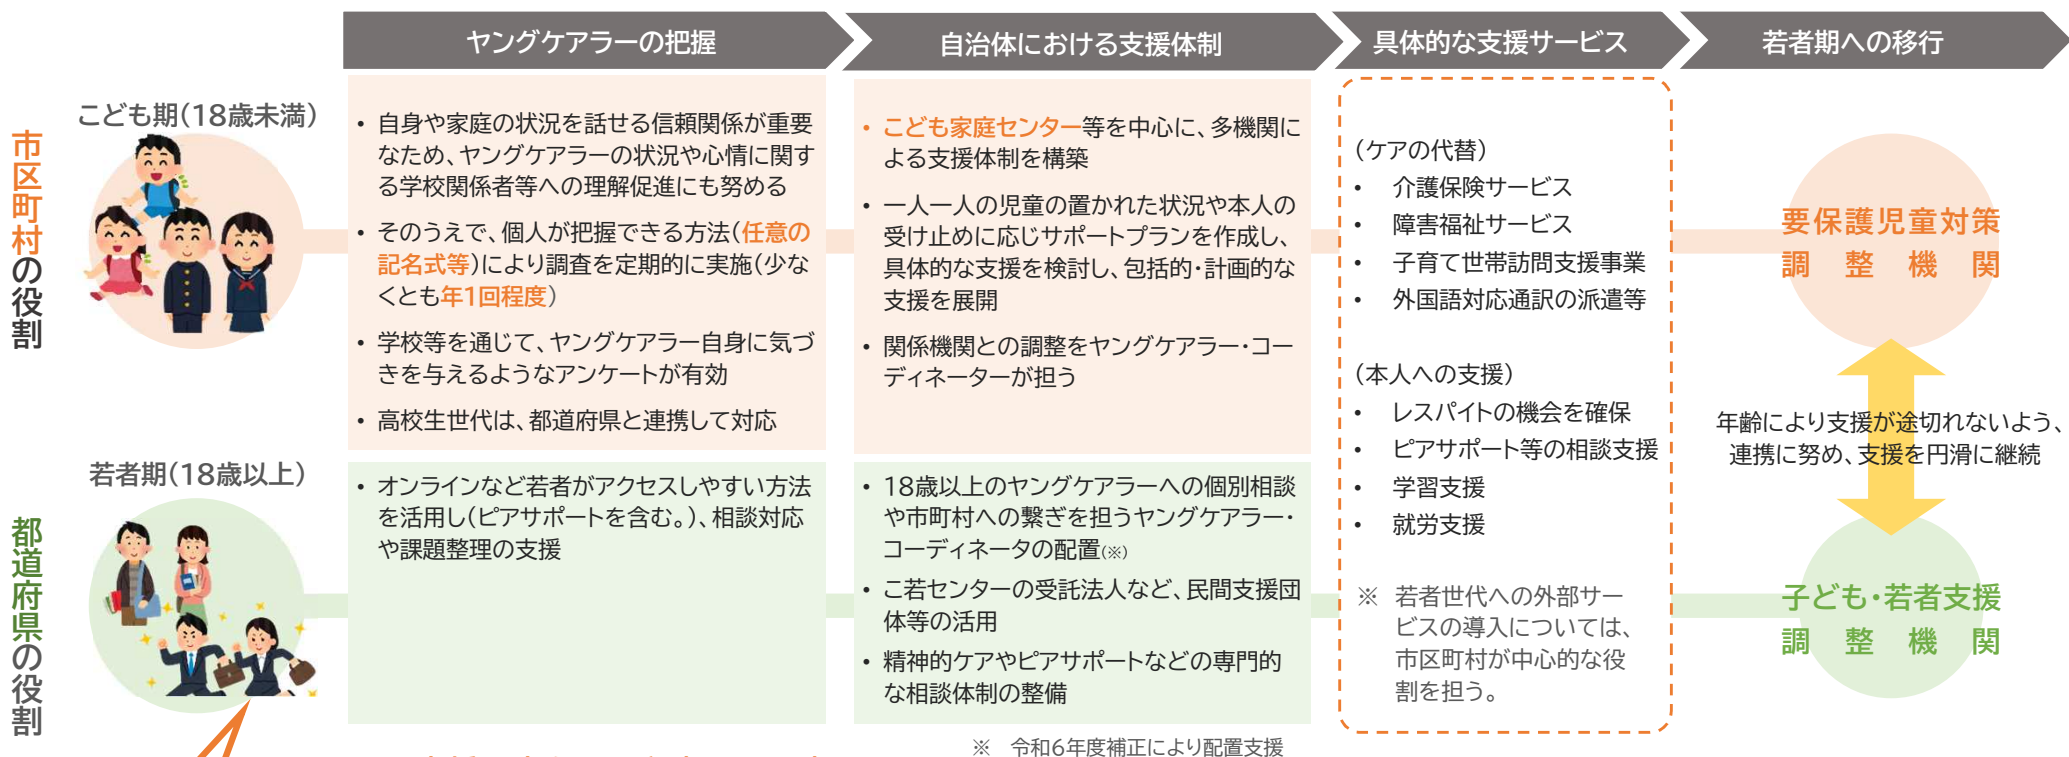 ヤングケアラーの把握
自治体における支援体制
具体的な支援サービス
若者期への移行
市区町村の役割
こども期(18歳未満)
• 自身や家庭の状況を話せる信頼関係が重要
なため、ヤングケアラーの状況や心情に関す
る学校関係者等への理解促進にも努める
• そのうえで、個人が把握できる方法(任意の
記名式等)により調査を定期的に実施(少な
くとも年1回程度)
• 学校等を通じて、ヤングケアラー自身に気づ
きを与えるようなアンケートが有効
• 高校生世代は、都道府県と連携して対応
• こども家庭センター等を中心に、多機関に
よる支援体制を構築
• 一人一人の児童の置かれた状況や本人の
受け止めに応じサポートプランを作成し、
具体的な支援を検討し、包括的・計画的な
支援を展開
• 関係機関との調整をヤングケアラー・コー
ディネーターが担う
(ケアの代替)
• 介護保険サービス
• 障害福祉サービス
• 子育て世帯訪問支援事業
• 外国語対応通訳の派遣等
(本人への支援)
• レスパイトの機会を確保
• ピアサポート等の相談支援
• 学習支援
• 就労支援
※ 若者世代への外部サー
ビスの導入については、
市区町村が中心的な役
割を担う。
要保護児童対策
調整機関
年齢により支援が途切れないよう、
連携に努め、支援を円滑に継続
子ども・若者支援
調整機関
都道府県の役割
若者期(18歳以上)
• オンラインなど若者がアクセスしやすい方法
を活用し(ピアサポートを含む。)、相談対応
や課題整理の支援
• 18歳以上のヤングケアラーへの個別相談
や市町村への繋ぎを担うヤングケアラー・
コーディネータの配置(※)
• こ若センターの受託法人など、民間支援団
体等の活用
• 精神的ケアやピアサポートなどの専門的
な相談体制の整備
※ 令和6年度補正により配置支援